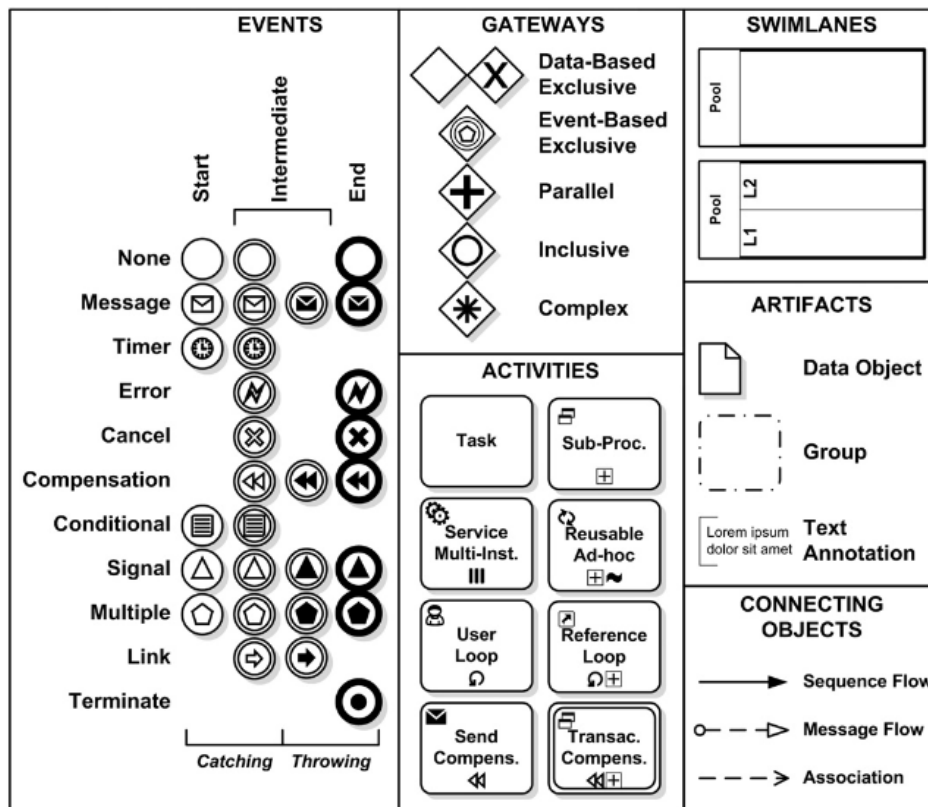 EVENTS
Start
Intermediate
End
None
Message
Timer
Error
Cancel
Compensation
Conditional
Signal
Multiple
Link
Terminate
Catching
Throwing
GATEWAYS
X
Data-Based
Exclusive
Event-Based
Exclusive
Parallel
Inclusive
Complex
ACTIVITIES
Task
Sub-Proc.
Service
Multi-Inst.
Reusable
Ad-hoc
User
Loop
Reference
Loop
Send
Compens.
Transac.
Compens.
SWIMLANES
Pool
Pool
L2
L1
ARTIFACTS
Data Object
Group
Lorem ipsum
dolor sit amet
Text
Annotation
CONNECTING
OBJECTS
Sequence Flow
Message Flow
Association